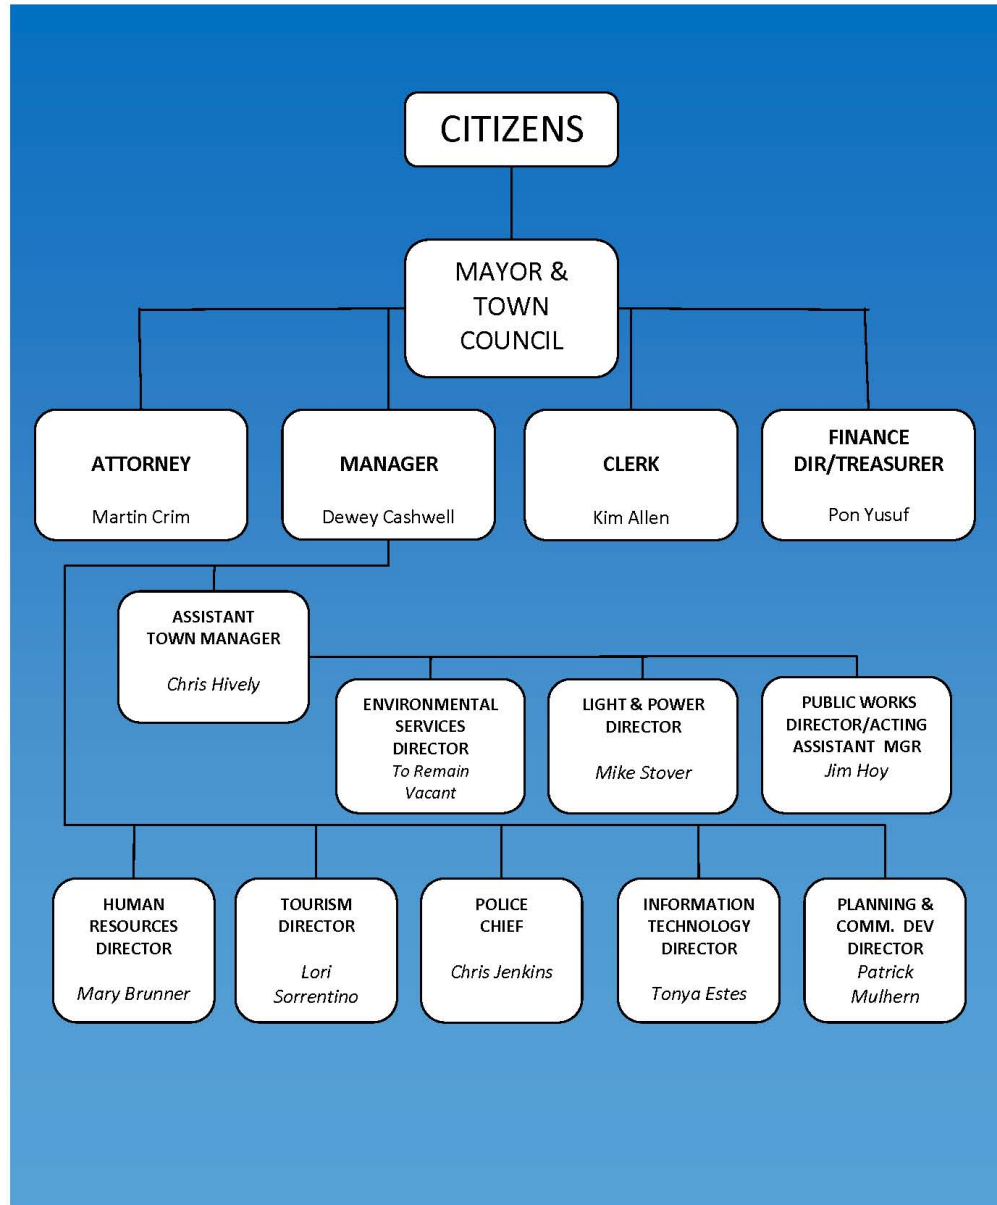 CITIZENS
MAYOR &
TOWN
COUNCIL
ATTORNEY
Martin Crim
MANAGER
Dewey Cashwell
CLERK
Kim Allen
FINANCE
DIR/TREASURER
Pon Yusuf
ASSISTANT
TOWN MANAGER
Chris Hively
ENVIRONMENTAL
SERVICES
DIRECTOR
To Remain
Vacant
LIGHT & POWER
DIRECTOR
Mike Stover
PUBLIC WORKS
DIRECTOR/ACTING
ASSISTANT MGR
Jim Hoy
HUMAN
RESOURCES
DIRECTOR
Mary Brunner
TOURISM
DIRECTOR
Lori
Sorrentino
POLICE
CHIEF
Chris Jenkins
INFORMATION
TECHNOLOGY
DIRECTOR
Tonya Estes
PLANNING &
COMM. DEV
DIRECTOR
Patrick
Mulhern